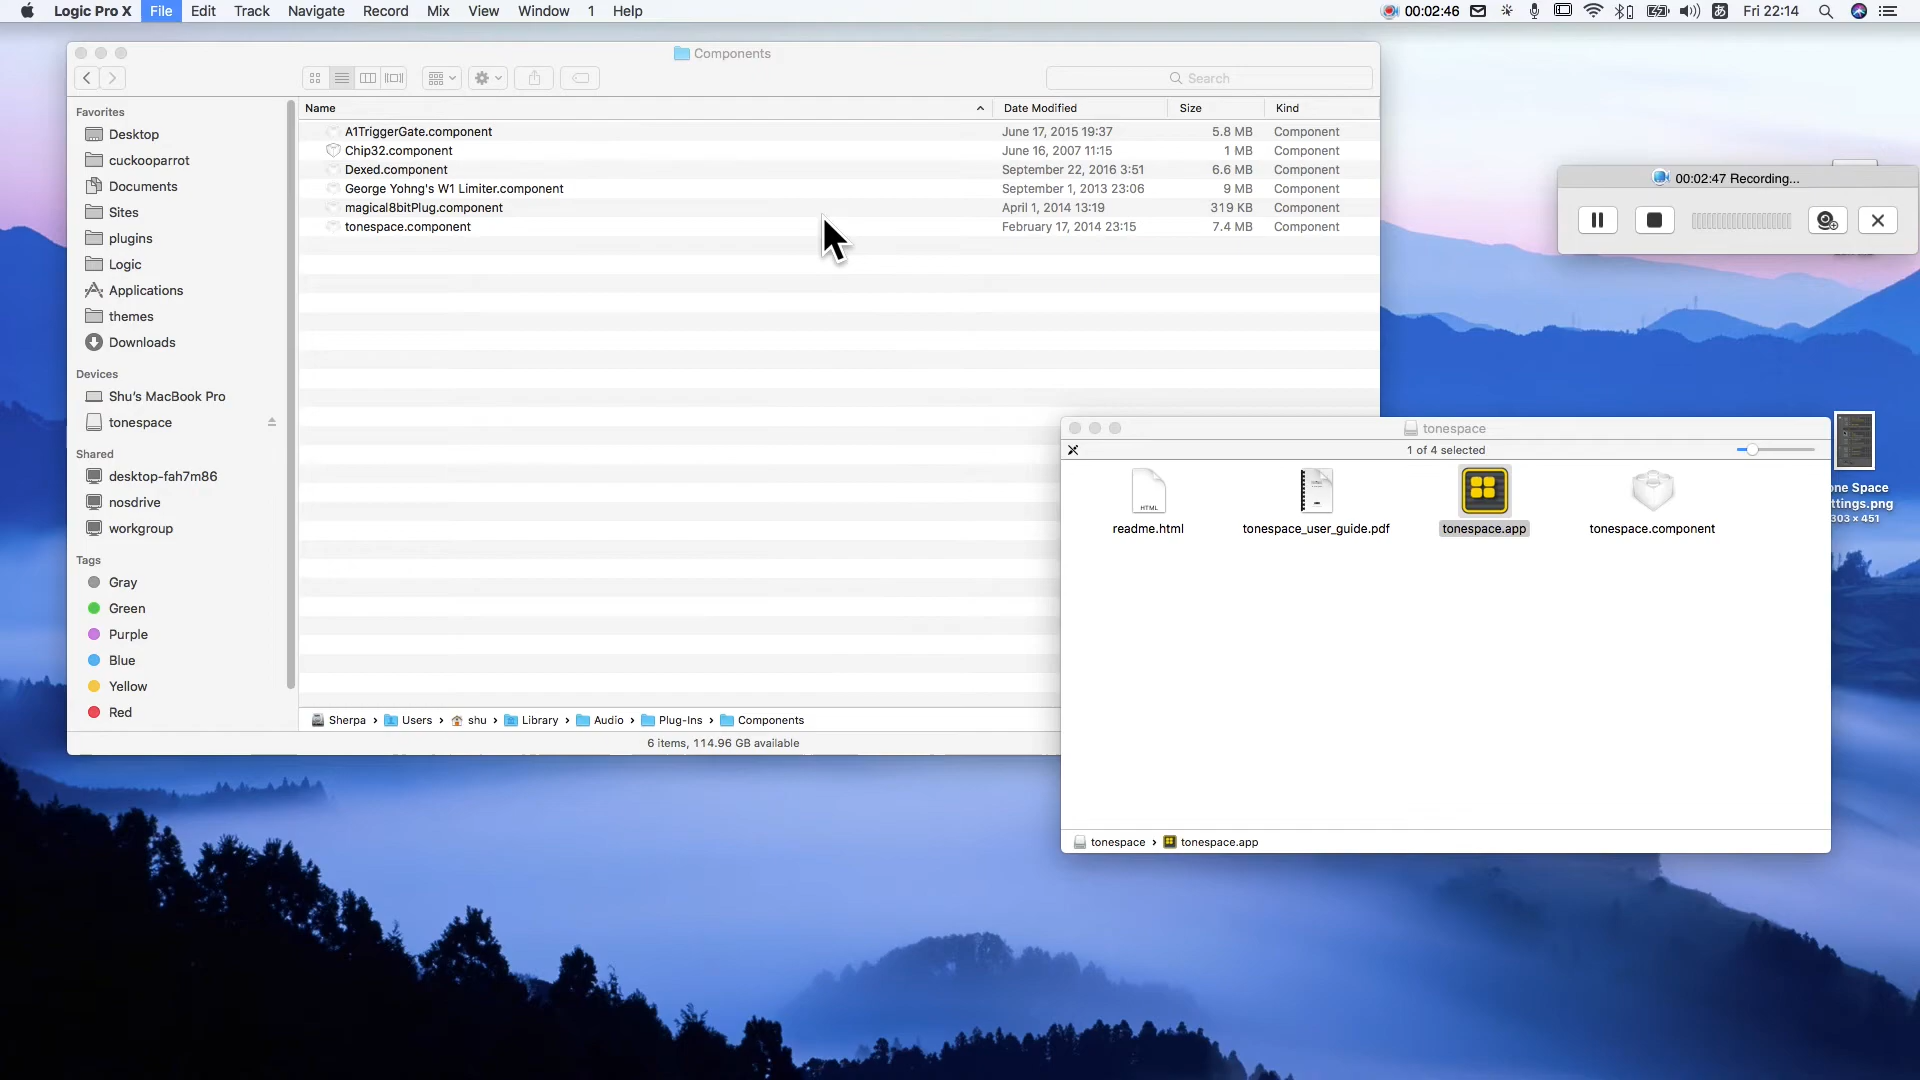 Logic Pro X File Edit Track Navigate Record Mix View Window 1 Help
00:02:46 あ Fri 22:14
Components
Search
Favorites
Desktop
cuckooparrot
Documents
Sites
plugins
Logic
Applications
themes
Downloads
Devices
Shu's MacBook Pro
tonespace
Shared
desktop-fah7m86
nosdrive
workgroup
Tags
Gray
Green
Purple
Blue
Yellow
Red
Name Date Modified Size Kind
A1TriggerGate.component June 17, 2015 19:37 5.8 MB Component
Chip32.component June 16, 2007 11:15 1 MB Component
Dexed.component September 22, 2016 3:51 6.6 MB Component
George Yohng's W1 Limiter.component September 1, 2013 23:06 9 MB Component
magical8bitPlug.component April 1, 2014 13:19 319 KB Component
tonespace.component February 17, 2014 23:15 7.4 MB Component
Sherpa › Users › shu › Library › Audio › Plug-Ins › Components
6 items, 114.96 GB available
00:02:47 Recording...
tonespace
1 of 4 selected
HTML
readme.html tonespace_user_guide.pdf tonespace.app tonespace.component
tonespace › tonespace.app
one Space
ttings.png
303 × 451